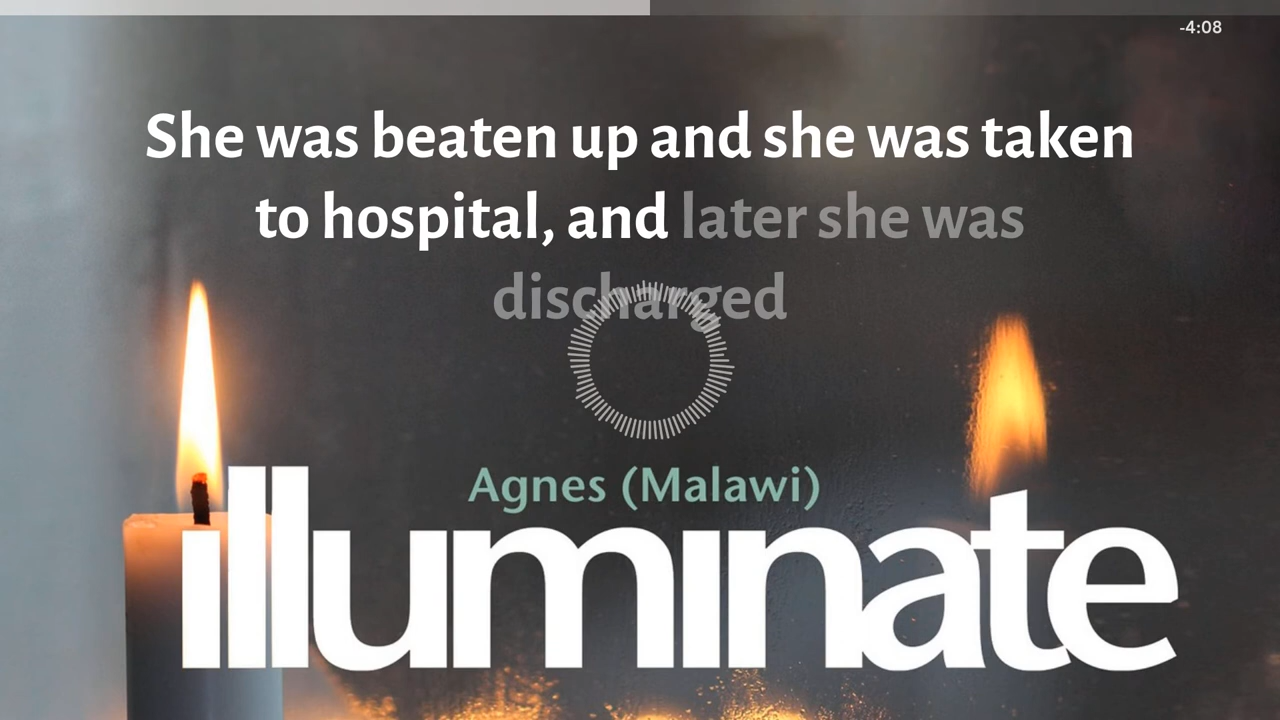 -4:08
She was beaten up and she was taken
to hospital, and later she was
discharged
Agnes (Malawi)
illuminate